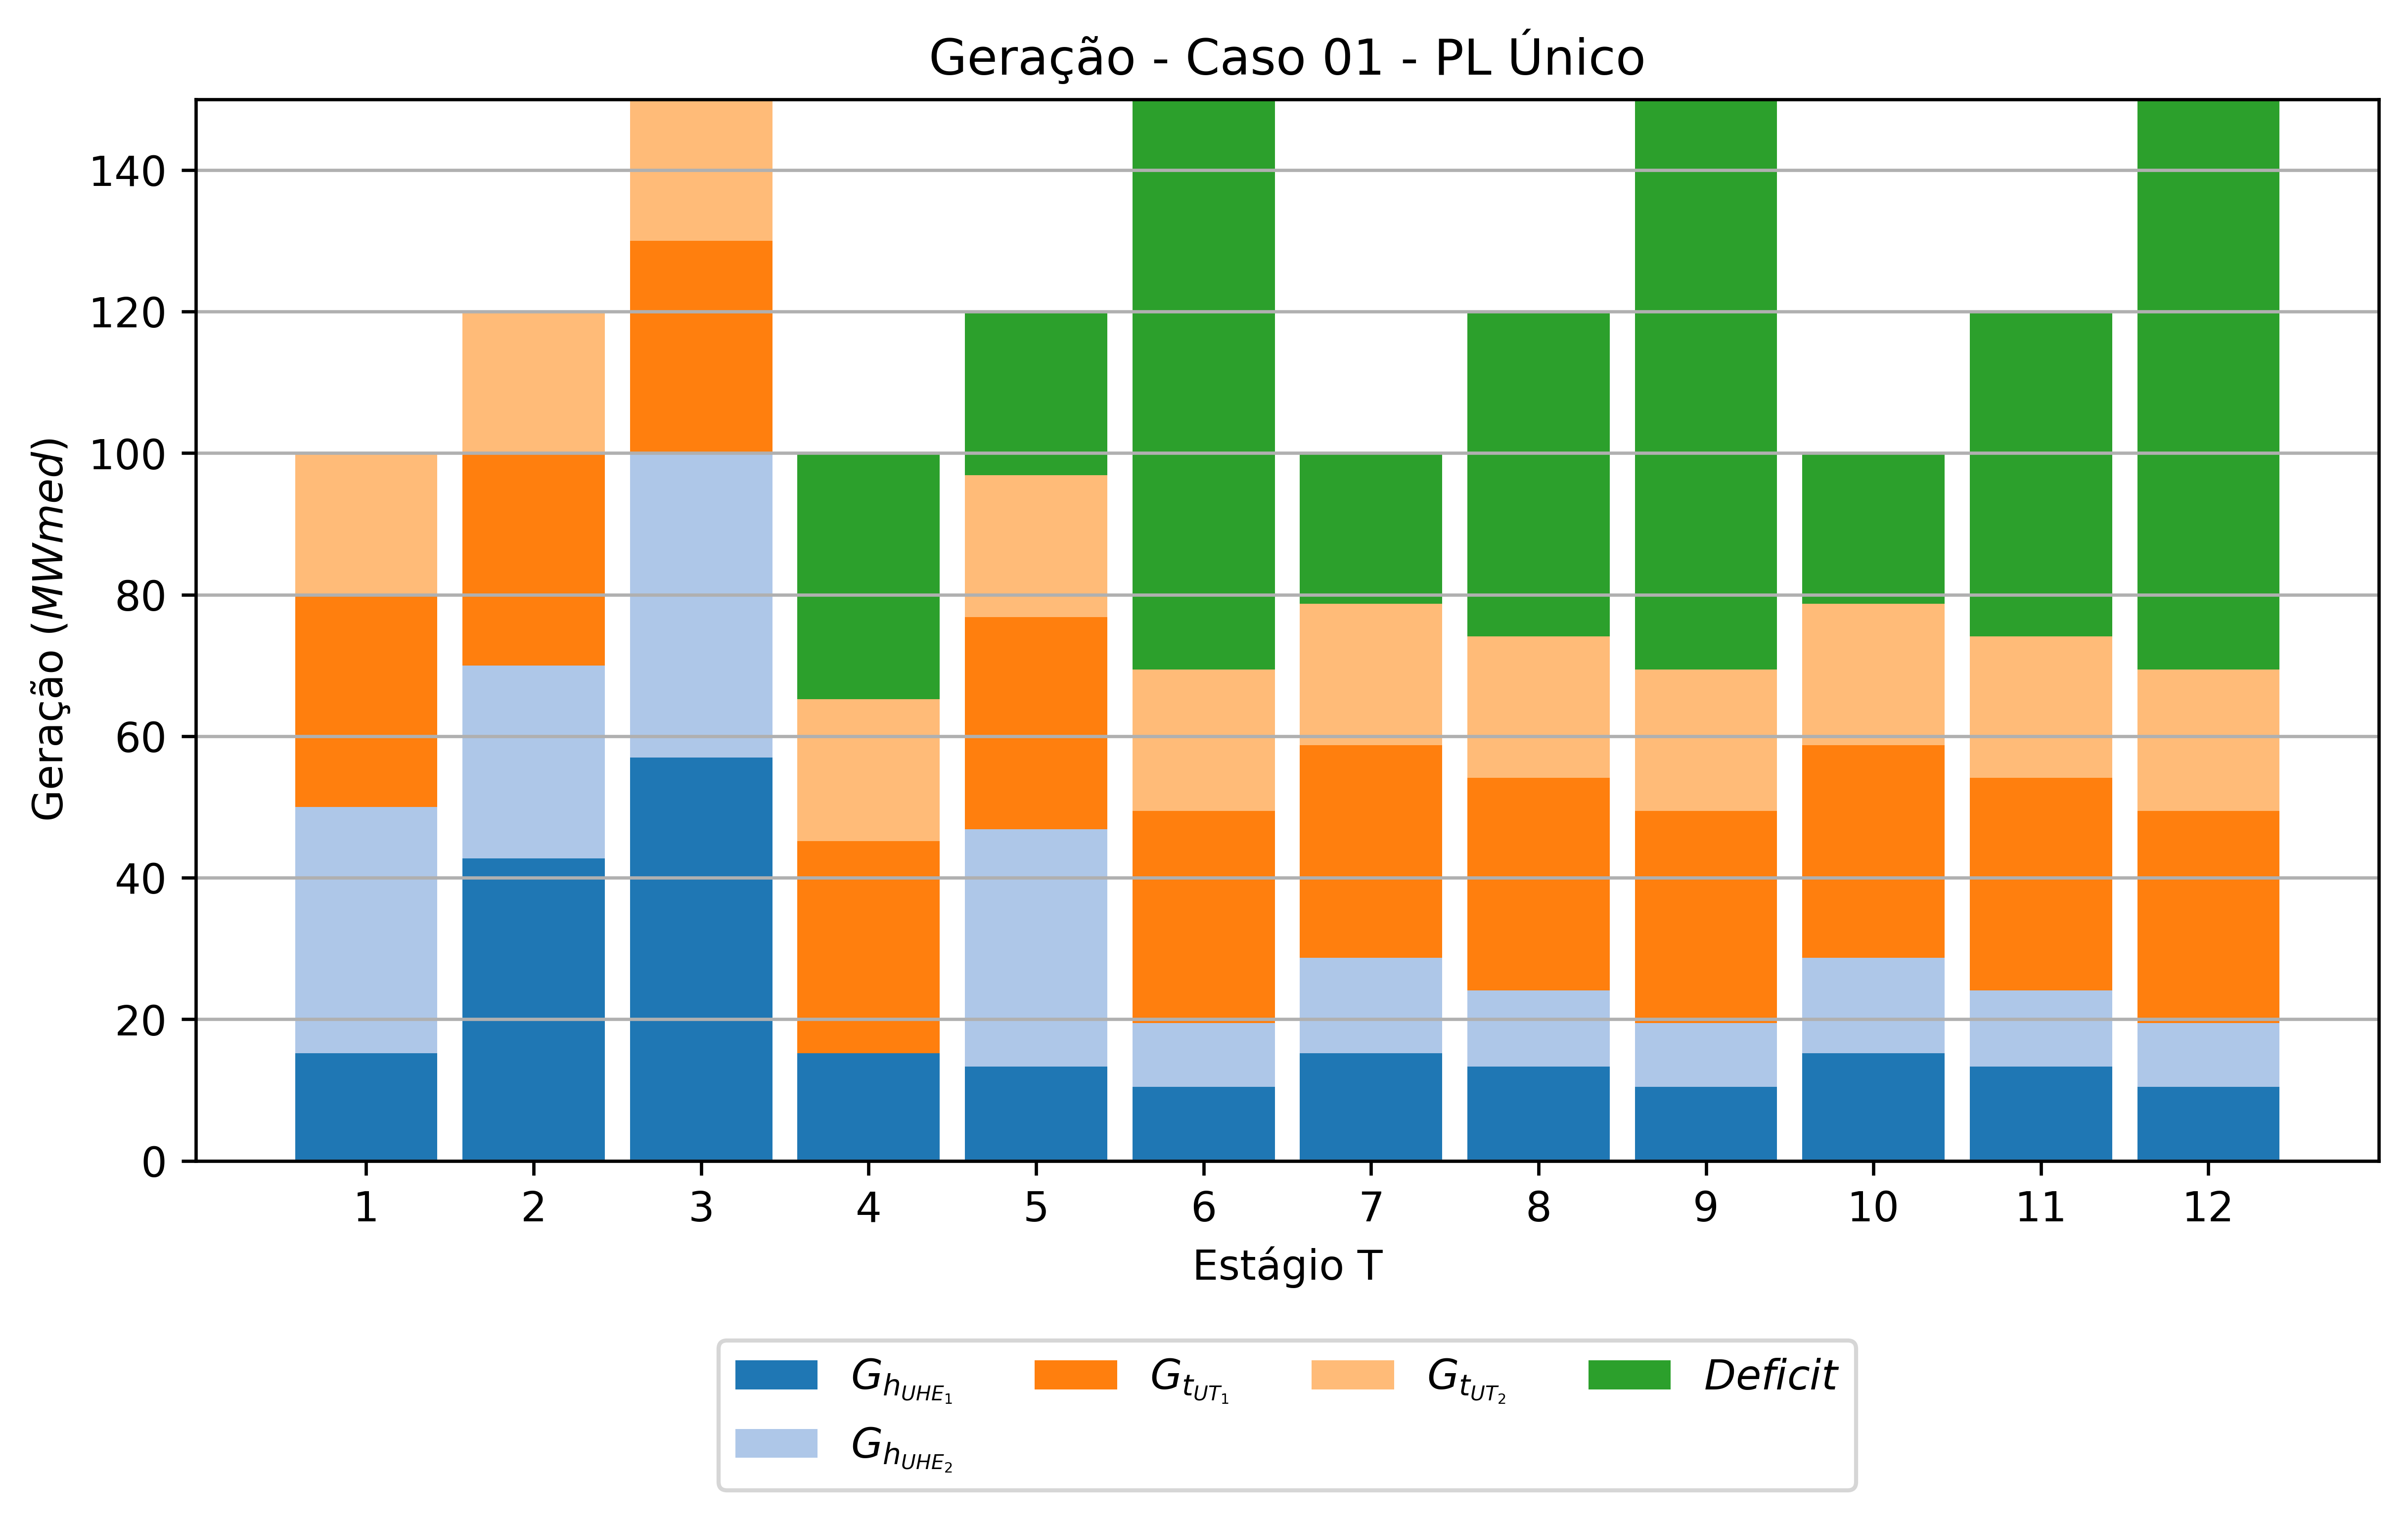 Geração - Caso 01 - PL Único
Geração (MWmed)
140
120
100
80
60
40
20
0
1 2 3 4 5 6 7 8 9 10 11 12
Estágio T
G_{h_{UHE_1}} G_{t_{UT_1}} G_{t_{UT_2}} Deficit
G_{h_{UHE_2}}